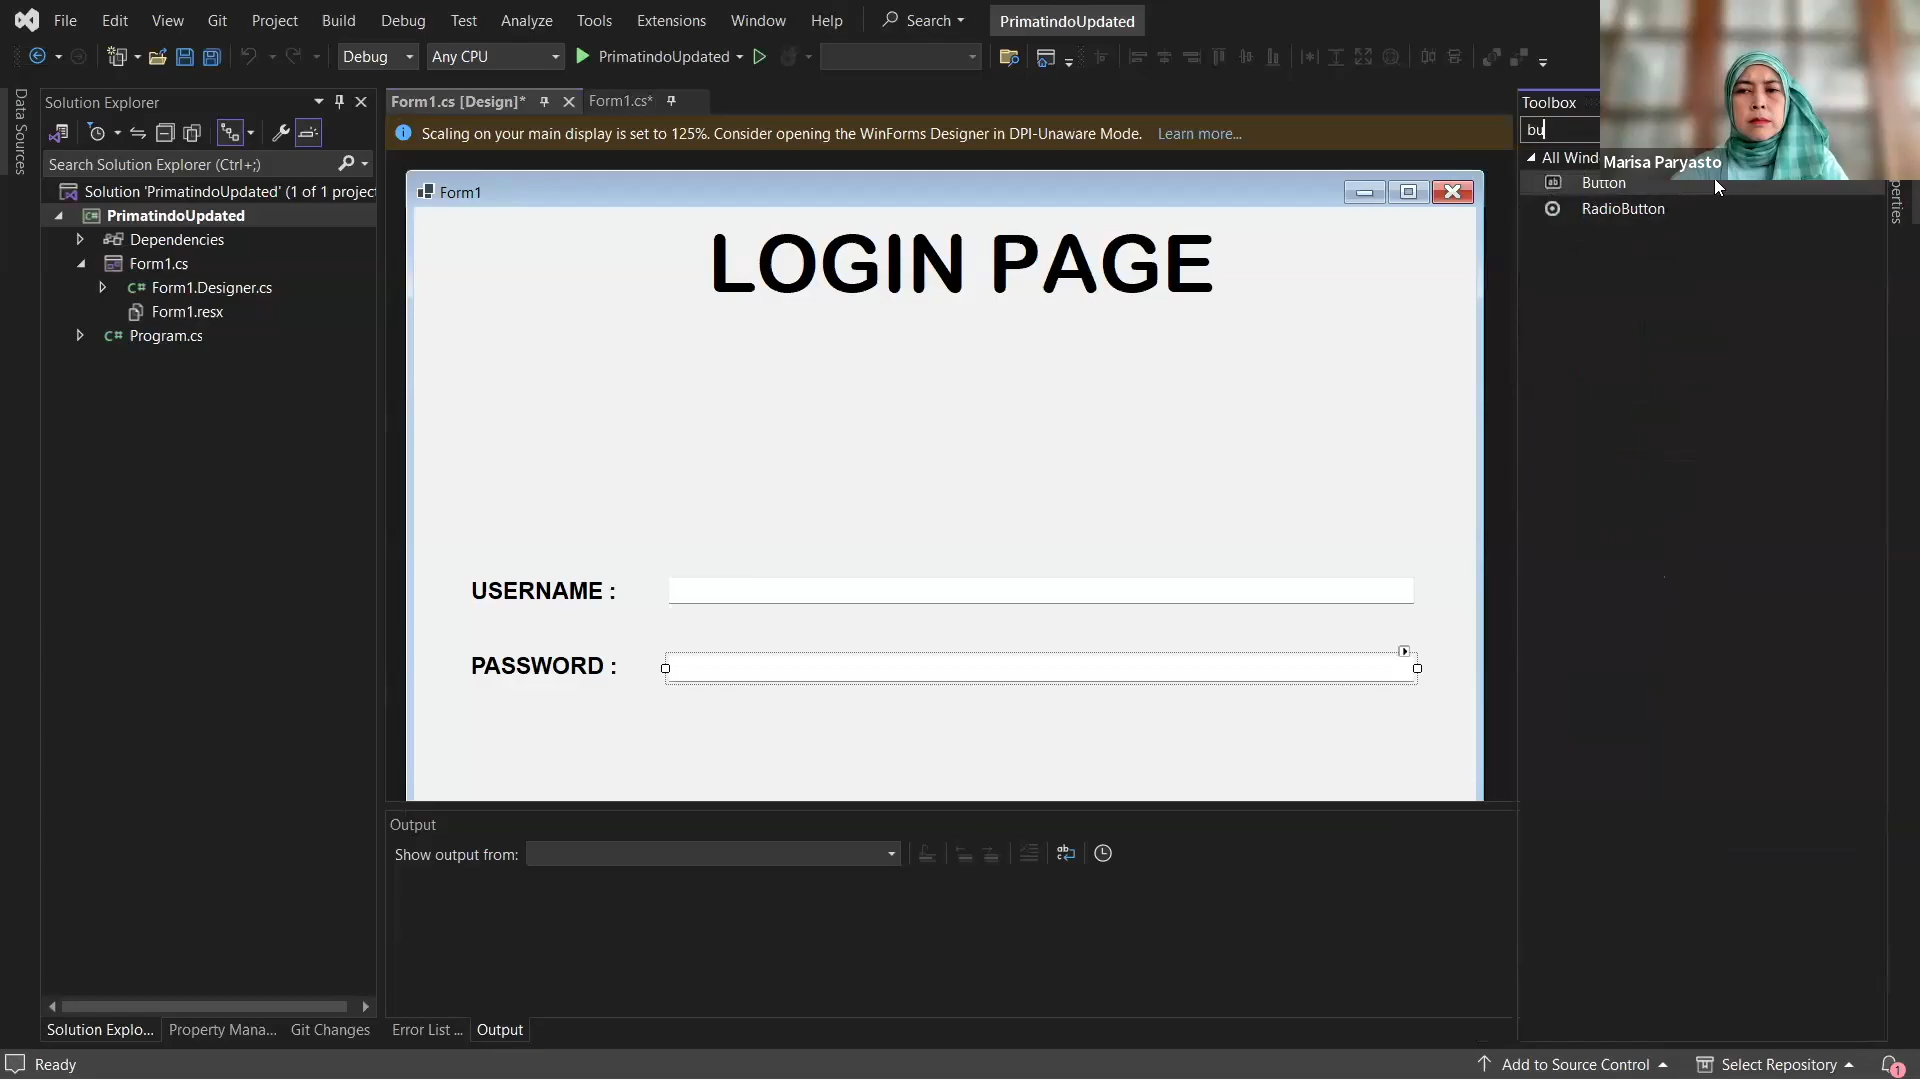 File Edit View Git Project Build Debug Test Analyze Tools Extensions Window Help Search PrimatindoUpdated
Debug Any CPU PrimatindoUpdated
Data Sources
Solution Explorer
Search Solution Explorer (Ctrl+;)
Solution 'PrimatindoUpdated' (1 of 1 project
PrimatindoUpdated
Dependencies
Form1.cs
Form1.Designer.cs
Form1.resx
C# Program.cs
Form1.cs [Design]* Form1.cs*
Scaling on your main display is set to 125%. Consider opening the WinForms Designer in DPI-Unaware Mode. Learn more...
Form1
LOGIN PAGE
USERNAME :
PASSWORD :
Output
Show output from:
Toolbox
bu
All Wind
Button
RadioButton
Marisa Paryasto
perties
Solution Explo... Property Mana... Git Changes Error List ... Output
Ready Add to Source Control Select Repository 1